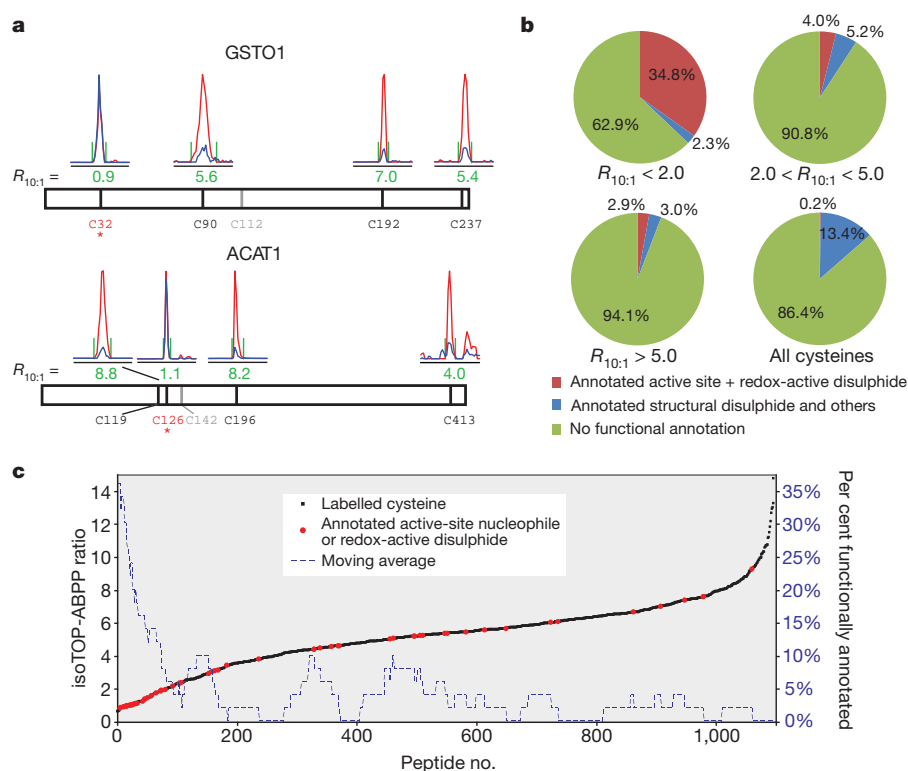 a
GSTO1
R10:1 = 0.9 5.6 7.0 5.4
C32 C90 C112 C192 C237
*
ACAT1
R10:1 = 8.8 1.1 8.2 4.0
C119 C126 C142 C196 C413
*
b
34.8%
62.9%
2.3%
R10:1 < 2.0
4.0%
5.2%
90.8%
2.0 < R10:1 < 5.0
2.9%
3.0%
94.1%
R10:1 > 5.0
0.2%
13.4%
86.4%
All cysteines
Annotated active site + redox-active disulphide
Annotated structural disulphide and others
No functional annotation
c
isoTOP-ABPP ratio
14
12
10
8
6
4
2
0
Labelled cysteine
Annotated active-site nucleophile
or redox-active disulphide
Moving average
35%
30%
25%
20%
15%
10%
5%
0%
Per cent functionally annotated
0 200 400 600 800 1,000
Peptide no.